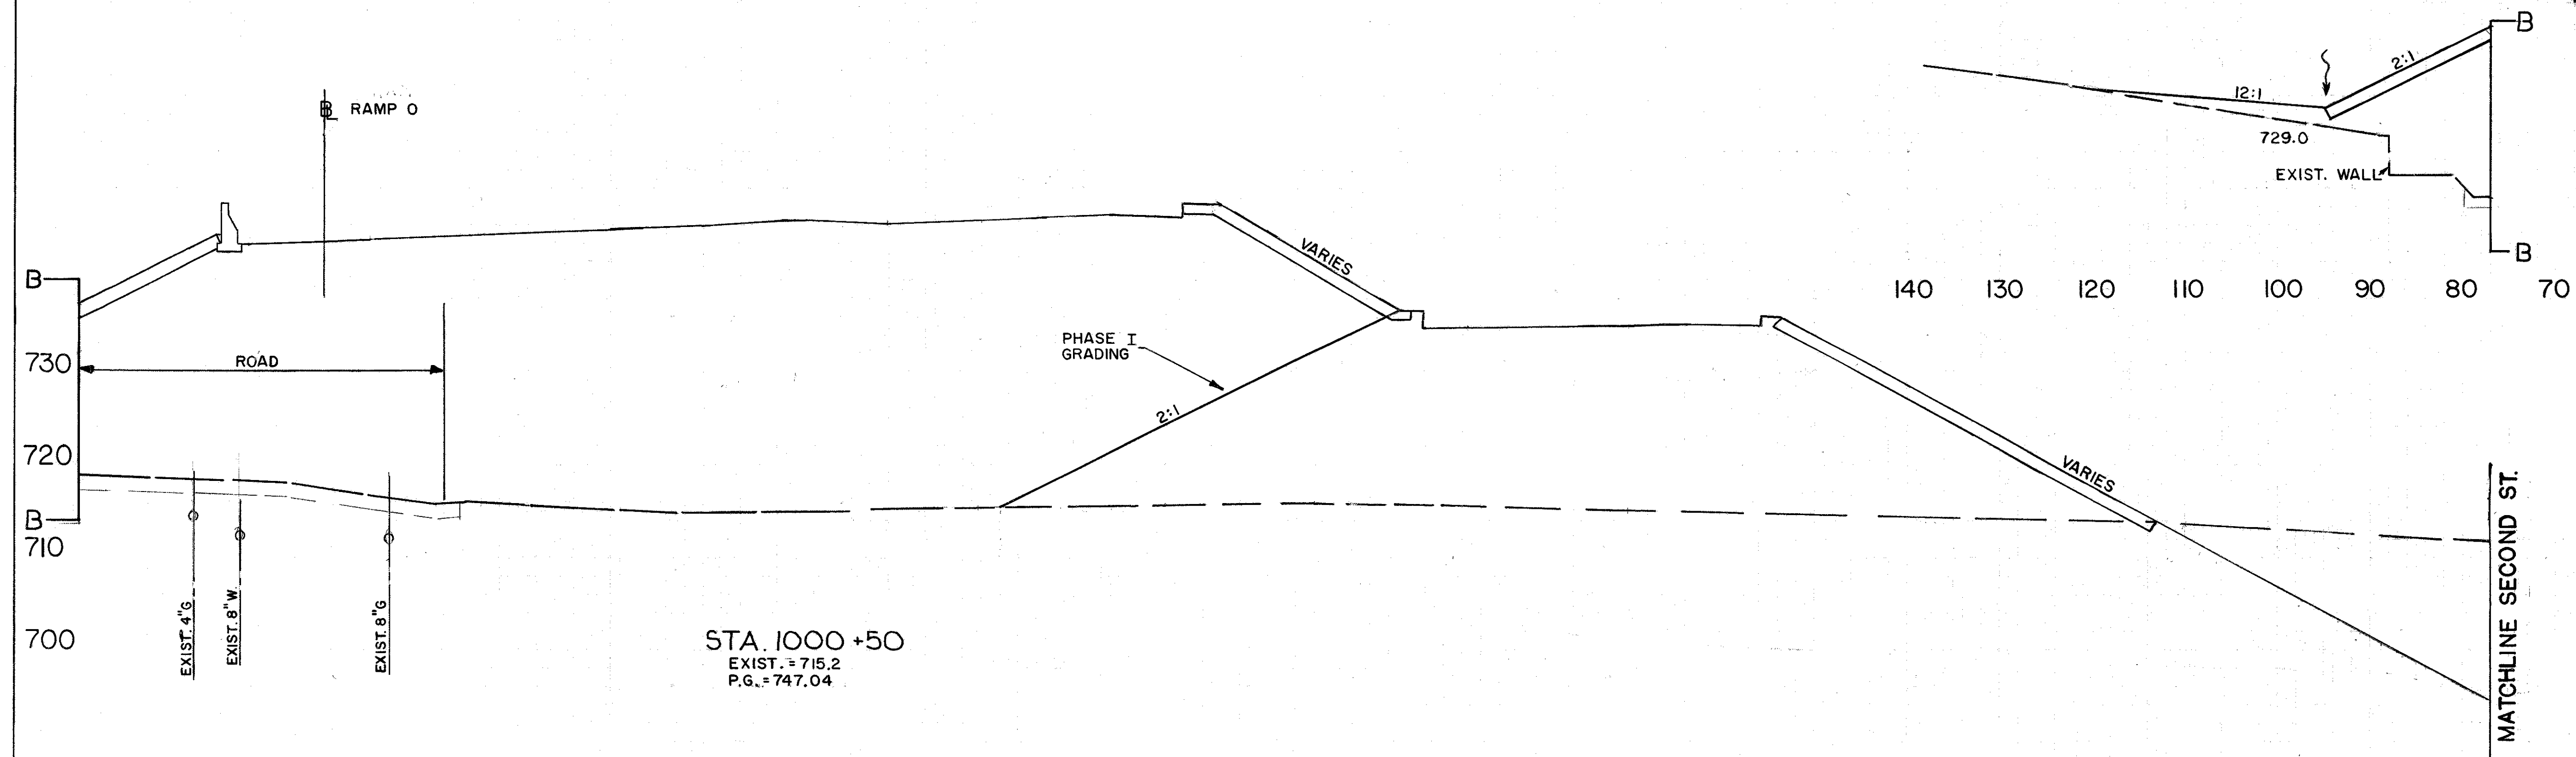 B
2:1
12:1
729.0
EXIST. WALL
B
140 130 120 110 100 90 80 70
℄ RAMP O
B
VARIES
PHASE I
GRADING
2:1
730
ROAD
720
B
710
700
EXIST. 4"G
EXIST. 8"W
EXIST. 8"G
STA. 1000+50
EXIST. = 715.2
P.G. = 747.04
VARIES
MATCHLINE SECOND ST.